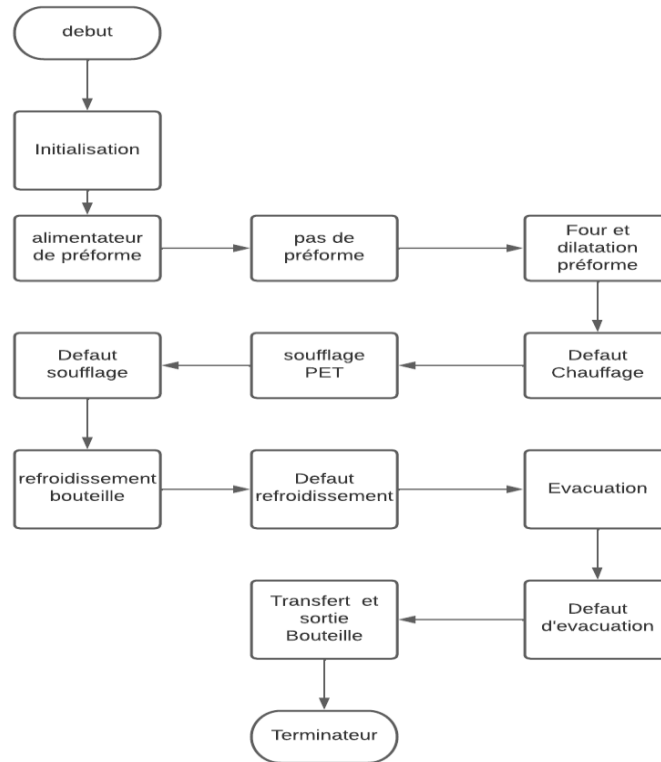 debut
Initialisation
alimentateur
de préforme
pas de
préforme
Four et
dilatation
préforme
Defaut
Chauffage
soufflage
PET
Defaut
soufflage
refroidissement
bouteille
Defaut
refroidissement
Evacuation
Defaut
d'evacuation
Transfert et
sortie
Bouteille
Terminateur